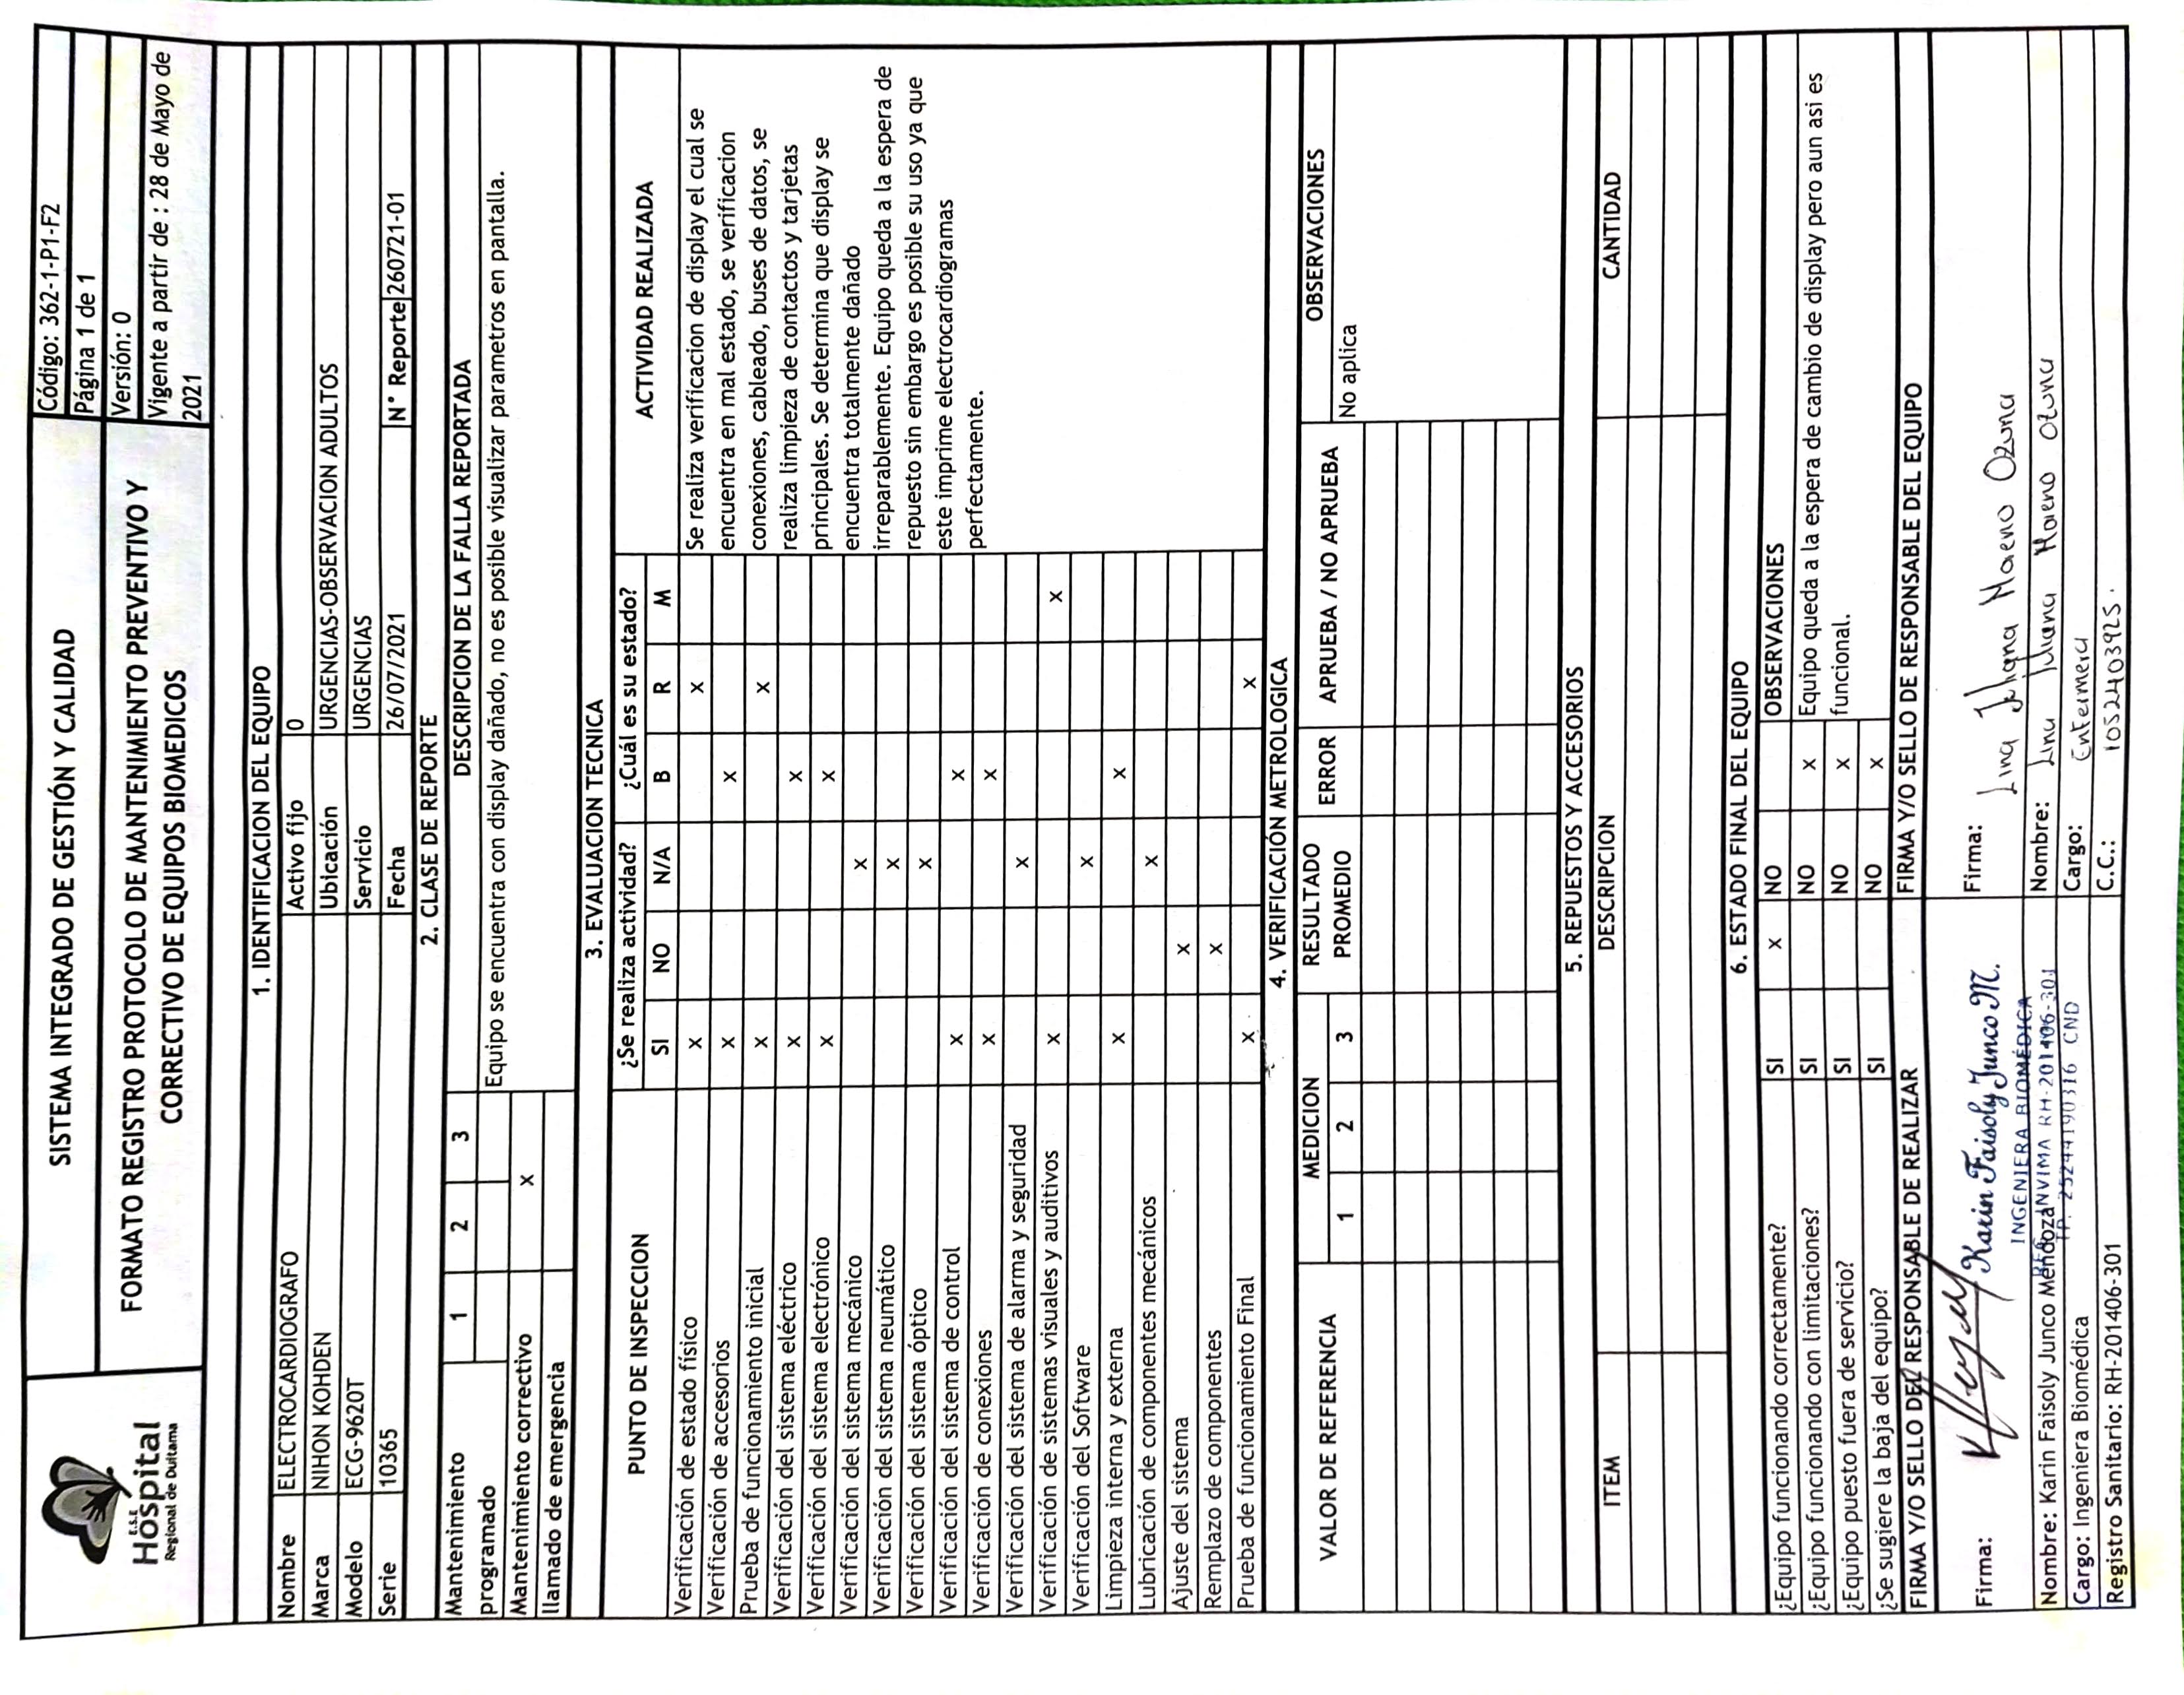 E.S.E
Hospital
Regional de Duitama
SISTEMA INTEGRADO DE GESTIÓN Y CALIDAD
FORMATO REGISTRO PROTOCOLO DE MANTENIMIENTO PREVENTIVO Y
CORRECTIVO DE EQUIPOS BIOMEDICOS
Código: 362-1-P1-F2
Página 1 de 1
Versión: 0
Vigente a partir de : 28 de Mayo de
2021
1. IDENTIFICACION DEL EQUIPO
Nombre ELECTROCARDIOGRAFO Activo fijo 0
Marca NIHON KOHDEN Ubicación URGENCIAS-OBSERVACION ADULTOS
Modelo ECG-9620T Servicio URGENCIAS
Serie 10365 Fecha 26/07/2021 N° Reporte 260721-01
2. CLASE DE REPORTE
Mantenimiento programado 1 2 3 DESCRIPCION DE LA FALLA REPORTADA
Equipo se encuentra con display dañado, no es posible visualizar parametros en pantalla.
Mantenimiento correctivo x
llamado de emergencia
3. EVALUACION TECNICA
PUNTO DE INSPECCION ¿Se realiza actividad? ¿Cuál es su estado? ACTIVIDAD REALIZADA
SI NO N/A B R M
Verificación de estado físico x x
Verificación de accesorios x x
Prueba de funcionamiento inicial x x
Verificación del sistema eléctrico x x
Verificación del sistema electrónico x x
Verificación del sistema mecánico x
Verificación del sistema neumático x
Verificación del sistema óptico x
Verificación del sistema de control x x
Verificación de conexiones x x
Verificación del sistema de alarma y seguridad x
Verificación de sistemas visuales y auditivos x x
Verificación del Software x
Limpieza interna y externa x x
Lubricación de componentes mecánicos x
Ajuste del sistema x
Remplazo de componentes x
Prueba de funcionamiento Final x x
Se realiza verificacion de display el cual se
encuentra en mal estado, se verificacion
conexiones, cableado, buses de datos, se
realiza limpieza de contactos y tarjetas
principales. Se determina que display se
encuentra totalmente dañado
irreparablemente. Equipo queda a la espera de
repuesto sin embargo es posible su uso ya que
este imprime electrocardiogramas
perfectamente.
4. VERIFICACIÓN METROLOGICA
VALOR DE REFERENCIA MEDICION RESULTADO PROMEDIO ERROR APRUEBA / NO APRUEBA OBSERVACIONES
1 2 3
No aplica
5. REPUESTOS Y ACCESORIOS
ITEM DESCRIPCION CANTIDAD
6. ESTADO FINAL DEL EQUIPO
¿Equipo funcionando correctamente? SI x NO OBSERVACIONES
¿Equipo funcionando con limitaciones? SI NO x
¿Equipo puesto fuera de servicio? SI NO x
¿Se sugiere la baja del equipo? SI NO x
Equipo queda a la espera de cambio de display pero aun asi es
funcional.
FIRMA Y/O SELLO DEL RESPONSABLE DE REALIZAR
Firma:
Karin Faisoly Junco M.
INGENIERA BIOMÉDICA
REG. INVIMA RH-201406-301
TP. 25244190316 CND
Nombre: Karin Faisoly Junco Mendoza
Cargo: Ingeniera Biomédica
Registro Sanitario: RH-201406-301
FIRMA Y/O SELLO DE RESPONSABLE DEL EQUIPO
Firma: Lina Juliana Moreno Ozuna
Nombre: Lina Juliana Moreno Ozuna
Cargo: Enfermera
C.C.: 1052403925.